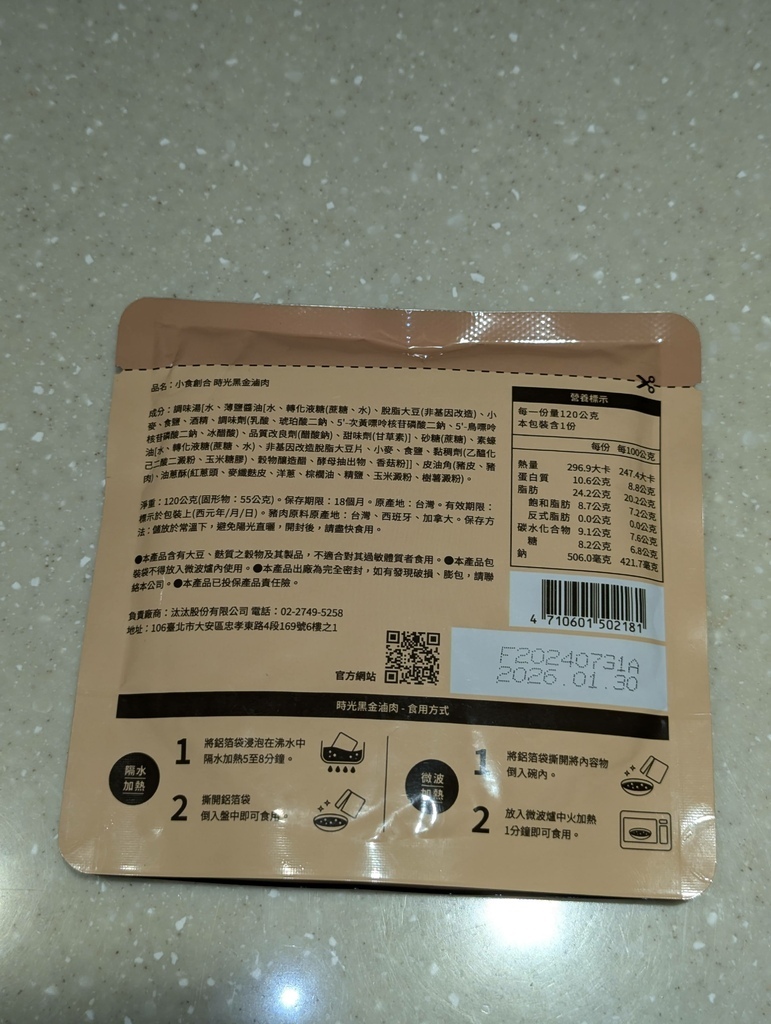 品名：小食創合 時光黑金滷肉
成分：調味湯[水、薄鹽醬油[水、轉化液糖(蔗糖、水)、脫脂大豆(非基因改造)、小
麥、食鹽、酒精、調味劑(乳酸、琥珀酸二鈉、5'-次黃嘌呤核苷磷酸二鈉、5'-鳥嘌呤
核苷磷酸二鈉、冰醋酸)、品質改良劑(醋酸鈉)、甜味劑(甘草素)]、砂糖(蔗糖)、素蠔
油[水、轉化液糖(蔗糖、水)、非基因改造脫脂大豆片、小麥、食鹽、黏稠劑(乙醯化
己二酸二澱粉、玉米糖膠)、穀物釀造醋、酵母抽出物、香菇粉]]、皮油角(豬皮、豬
肉)、油蔥酥(紅蔥頭、麥纖麩皮、洋蔥、棕櫚油、精鹽、玉米澱粉、樹薯澱粉)。
淨重：120公克(固形物：55公克)。保存期限：18個月。原產地：台灣。有效期限：
標示於包裝上(西元年/月/日)。豬肉原料原產地：台灣、西班牙、加拿大。保存方
法：儲放於常溫下，避免陽光直曬，開封後，請盡快食用。
●本產品含有大豆、麩質之穀物及其製品，不適合對其過敏體質者食用。●本產品包
裝袋不得放入微波爐內使用。●本產品出廠為完全密封，如有發現破損、膨包，請聯
絡本公司。●本產品已投保產品責任險。
負責廠商：汰汰股份有限公司 電話：02-2749-5258
地址：106臺北市大安區忠孝東路4段169號6樓之1
官方網站
營養標示
每一份量120公克
本包裝含1份
每份 每100公克
熱量 296.9大卡 247.4大卡
蛋白質 10.6公克 8.8公克
脂肪 24.2公克 20.2公克
飽和脂肪 8.7公克 7.2公克
反式脂肪 0.0公克 0.0公克
碳水化合物 9.1公克 7.6公克
糖 8.2公克 6.8公克
鈉 506.0毫克 421.7毫克
4 710601 502181
F20240731A
2026.01.30
時光黑金滷肉 - 食用方式
隔水
加熱
1 將鋁箔袋浸泡在沸水中
隔水加熱5至8分鐘。
2 撕開鋁箔袋
倒入盤中即可食用。
微波
加熱
1 將鋁箔袋撕開將內容物
倒入碗內。
2 放入微波爐中火加熱
1分鐘即可食用。